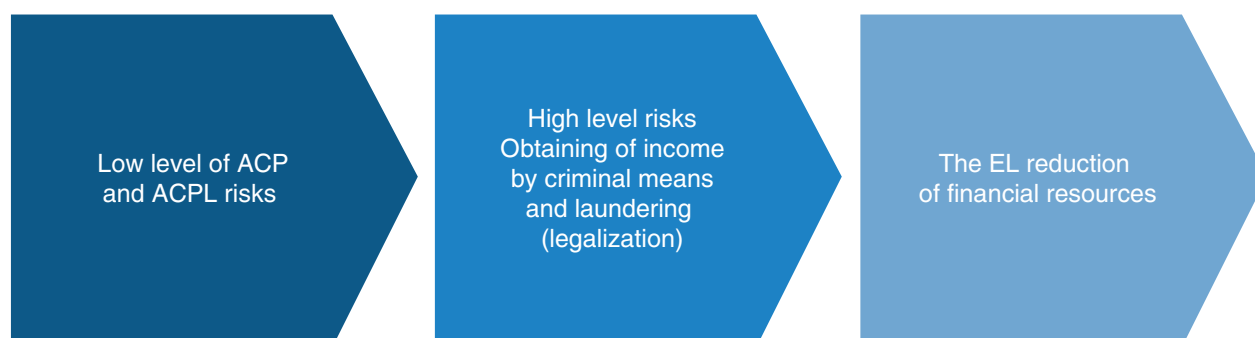 Low level of ACP
and ACPL risks
High level risks
Obtaining of income
by criminal means
and laundering
(legalization)
The EL reduction
of financial resources